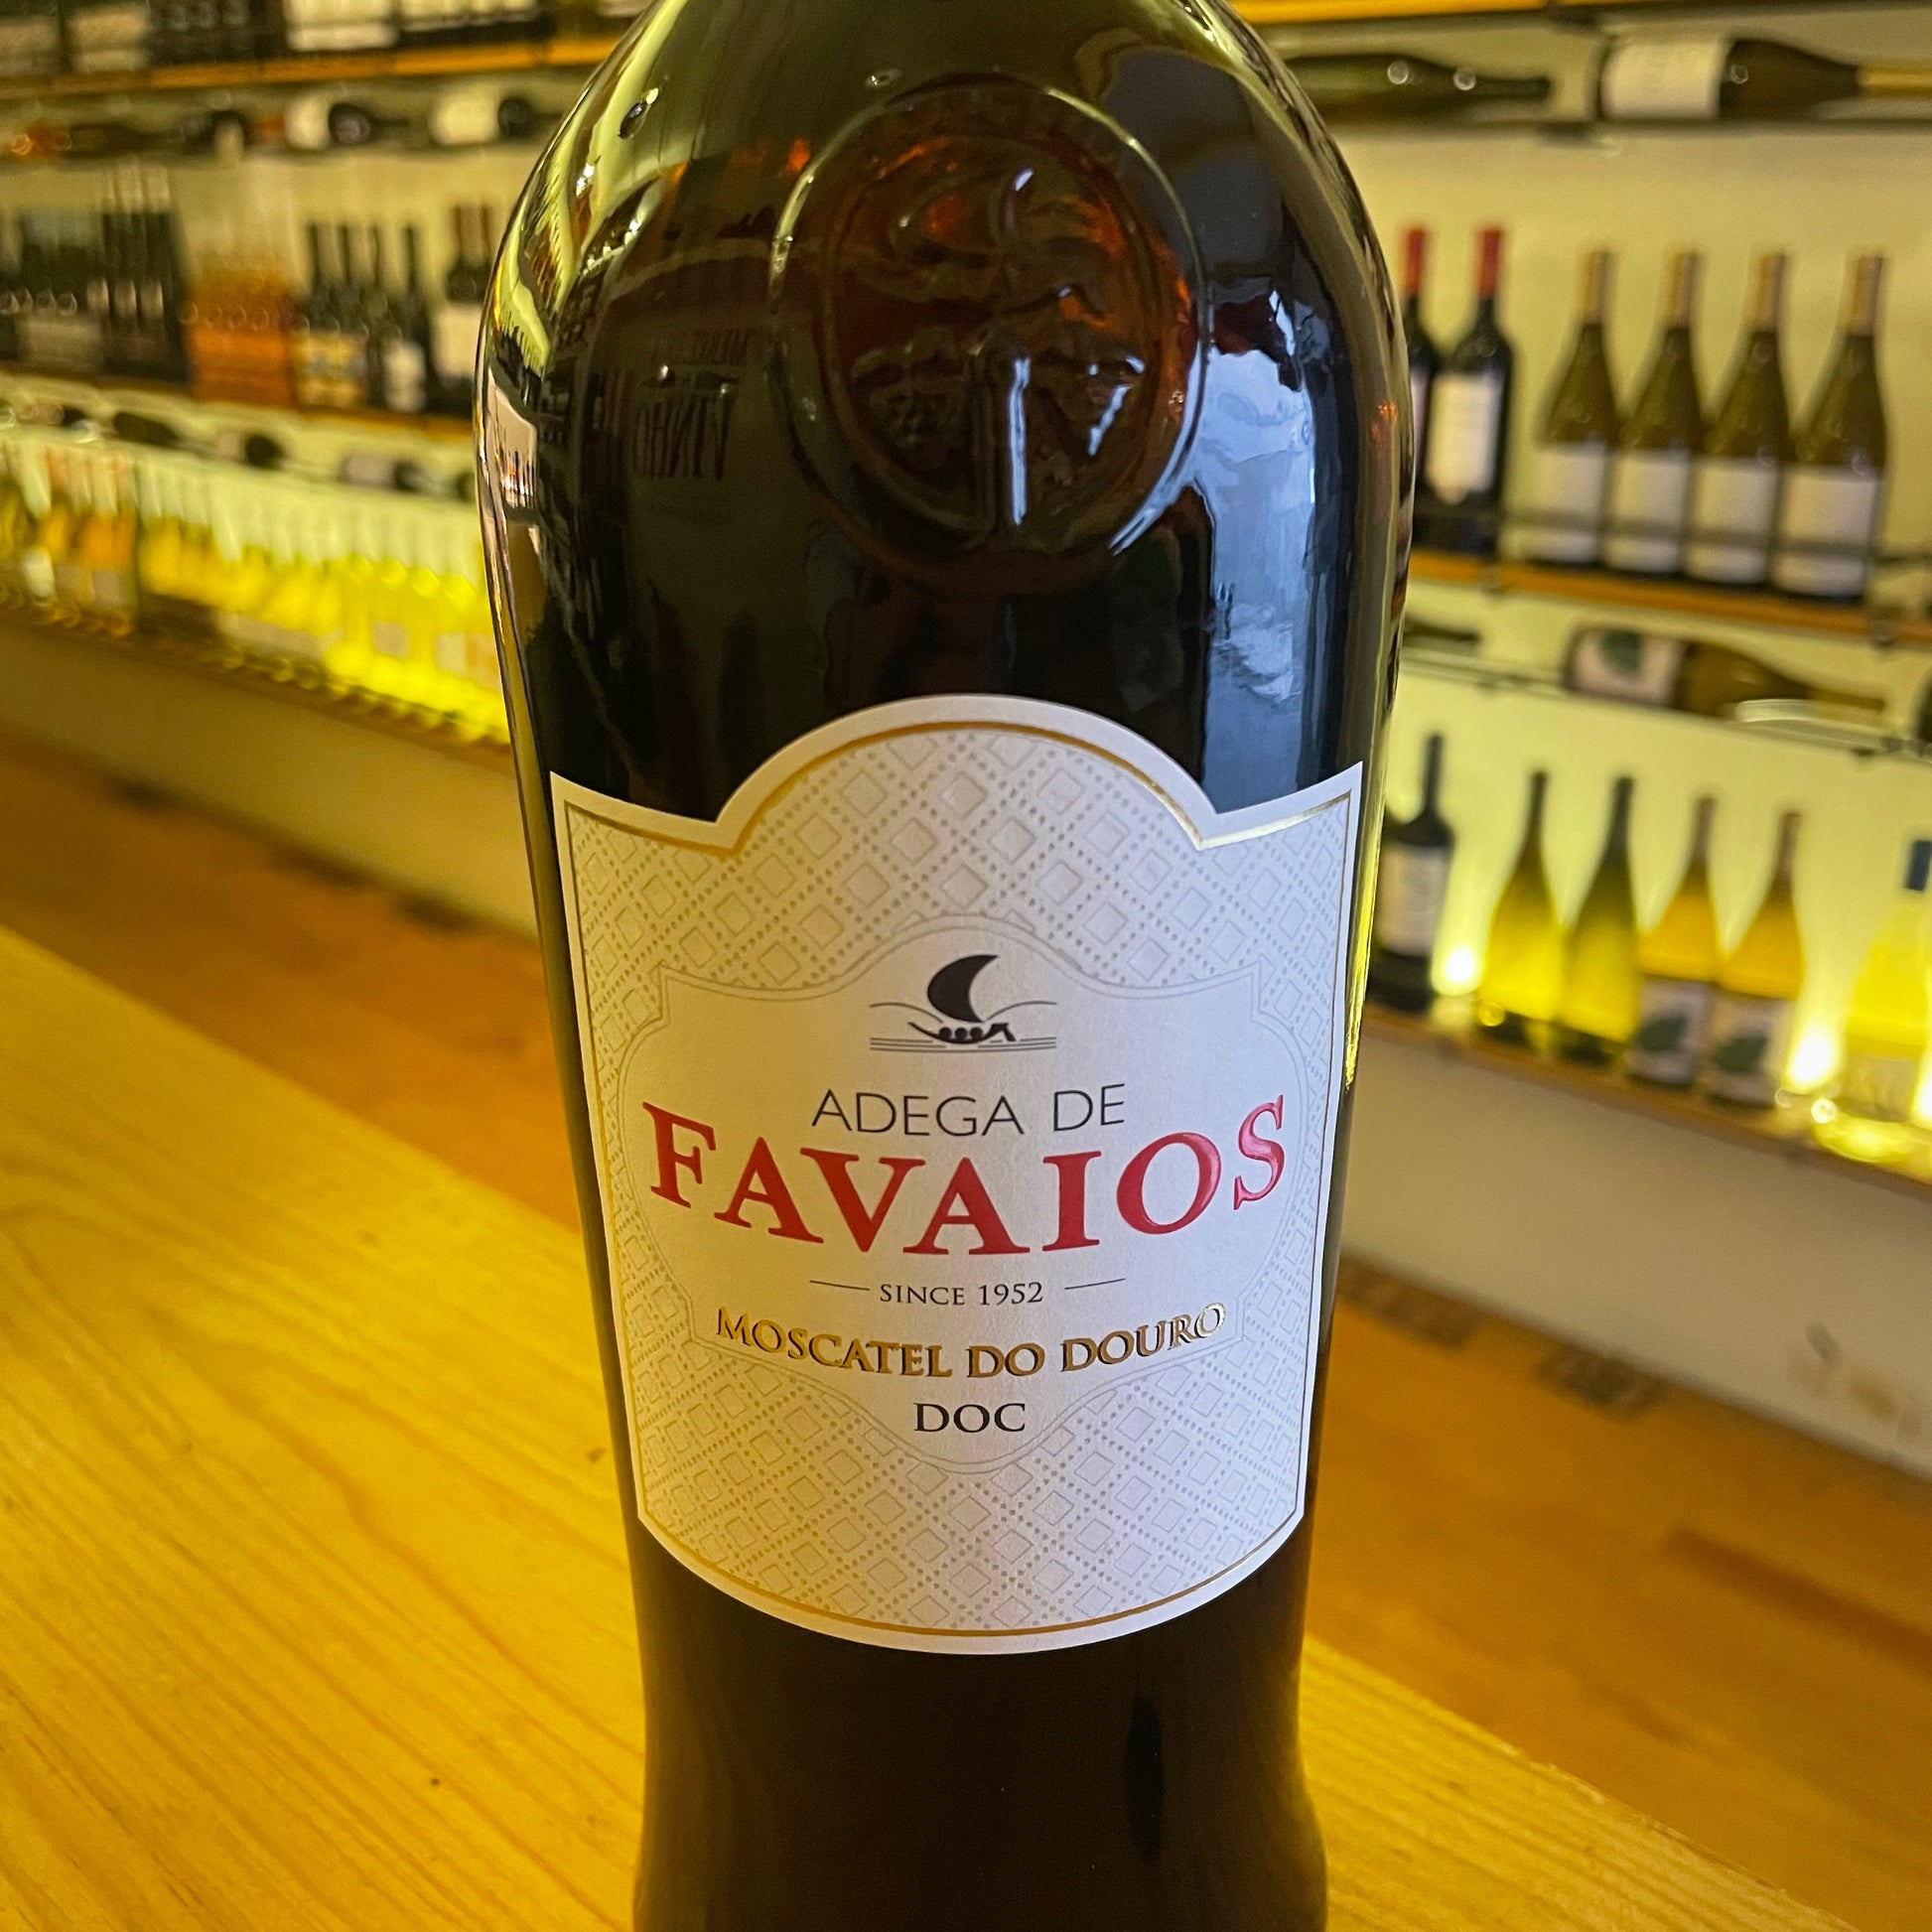 ADEGA DE
FAVAIOS
SINCE 1952
MOSCATEL DO DOURO
DOC